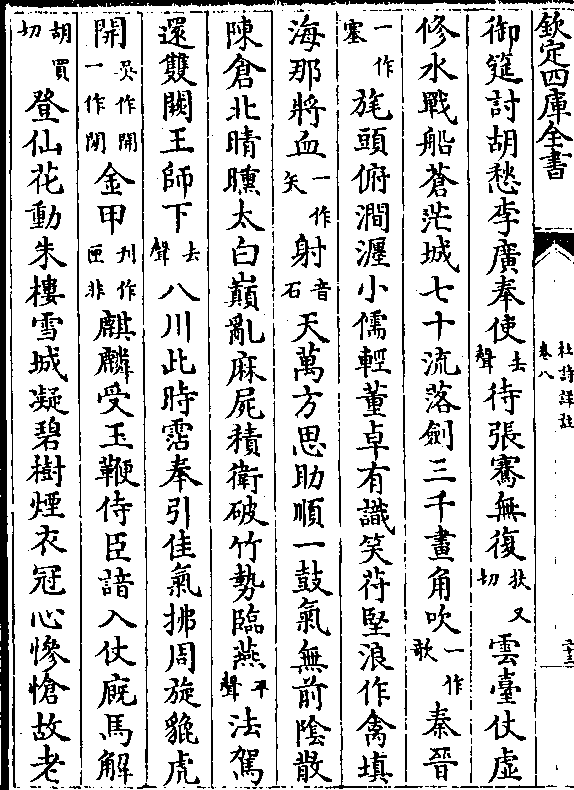 欽定四庫全書
杜詩詳註
卷八
御筵討胡愁李廣奉使去聲待張騫無復扶又切雲臺仗虛
修水戰船蒼茫城七十流落劍三千畫角吹一作歌秦晉
一作塞旄頭俯澗瀍小儒輕董卓有識笑苻堅浪作禽填
海那將血一作矢射音石天萬方思助順一鼓氣無前陰散
陳倉北晴曛太白巔亂麻屍積衛破竹勢臨燕平聲法駕
還雙闕王師下去聲八川此時霑奉引佳氣拂周旋貔虎
開吳作開一作閑金甲刋作匣非麒麟受玉鞭侍臣諳入仗廐馬解
胡買切登仙花動朱樓雪城凝碧樹煙衣冠心慘愴故老